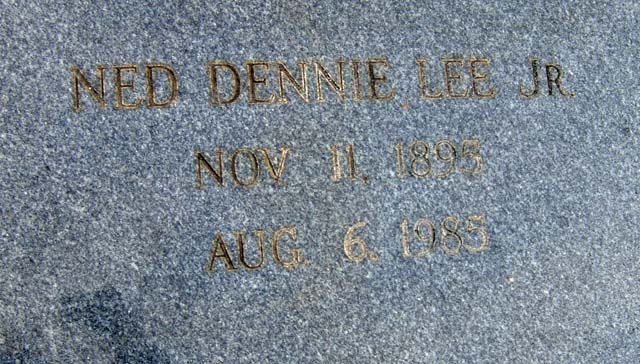 NED DENNIE LEE JR.
NOV. 11, 1895
AUG. 6, 1985